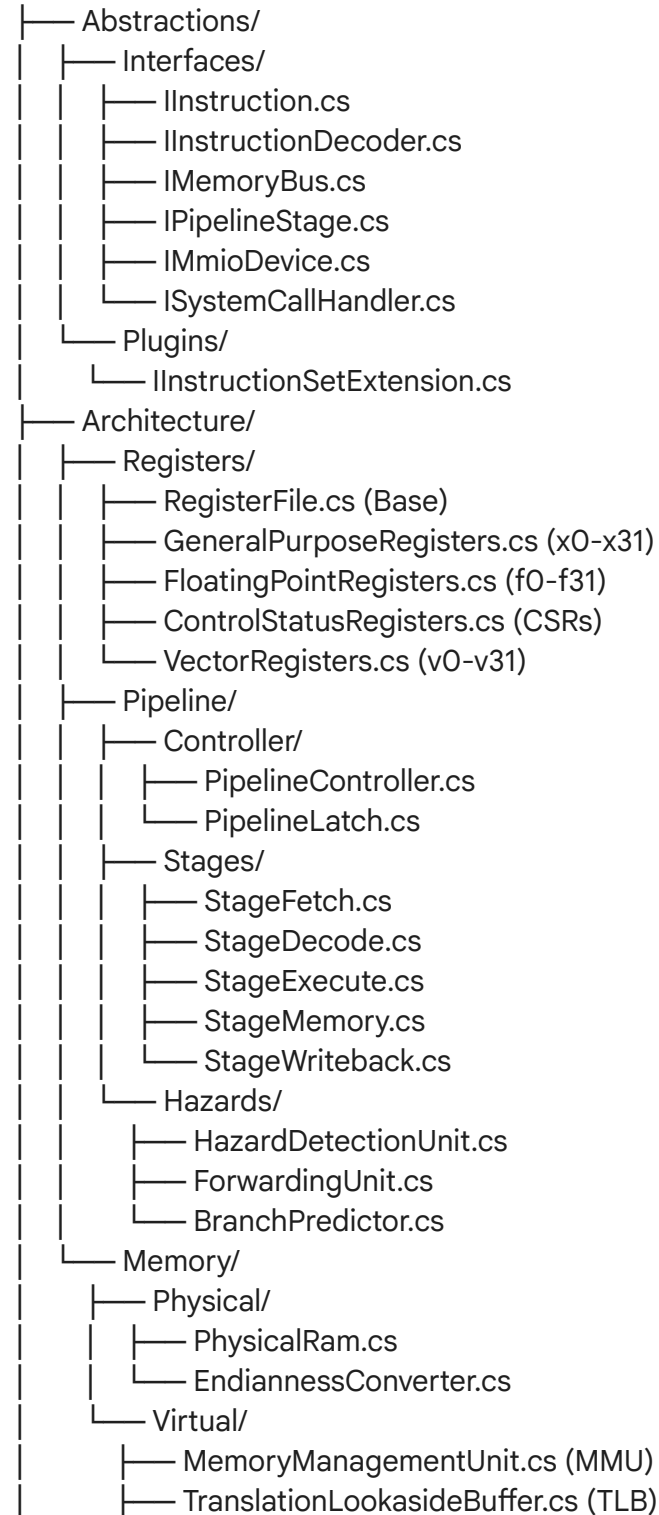 ├── Abstractions/
│   ├── Interfaces/
│   │   ├── IInstruction.cs
│   │   ├── IInstructionDecoder.cs
│   │   ├── IMemoryBus.cs
│   │   ├── IPipelineStage.cs
│   │   ├── IMmioDevice.cs
│   │   └── ISystemCallHandler.cs
│   └── Plugins/
│       └── IInstructionSetExtension.cs
├── Architecture/
│   ├── Registers/
│   │   ├── RegisterFile.cs (Base)
│   │   ├── GeneralPurposeRegisters.cs (x0-x31)
│   │   ├── FloatingPointRegisters.cs (f0-f31)
│   │   ├── ControlStatusRegisters.cs (CSRs)
│   │   └── VectorRegisters.cs (v0-v31)
│   ├── Pipeline/
│   │   ├── Controller/
│   │   │   ├── PipelineController.cs
│   │   │   └── PipelineLatch.cs
│   │   ├── Stages/
│   │   │   ├── StageFetch.cs
│   │   │   ├── StageDecode.cs
│   │   │   ├── StageExecute.cs
│   │   │   ├── StageMemory.cs
│   │   │   └── StageWriteback.cs
│   │   └── Hazards/
│   │       ├── HazardDetectionUnit.cs
│   │       ├── ForwardingUnit.cs
│   │       └── BranchPredictor.cs
│   └── Memory/
│       ├── Physical/
│       │   ├── PhysicalRam.cs
│       │   └── EndiannessConverter.cs
│       └── Virtual/
│           ├── MemoryManagementUnit.cs (MMU)
│           ├── TranslationLookasideBuffer.cs (TLB)